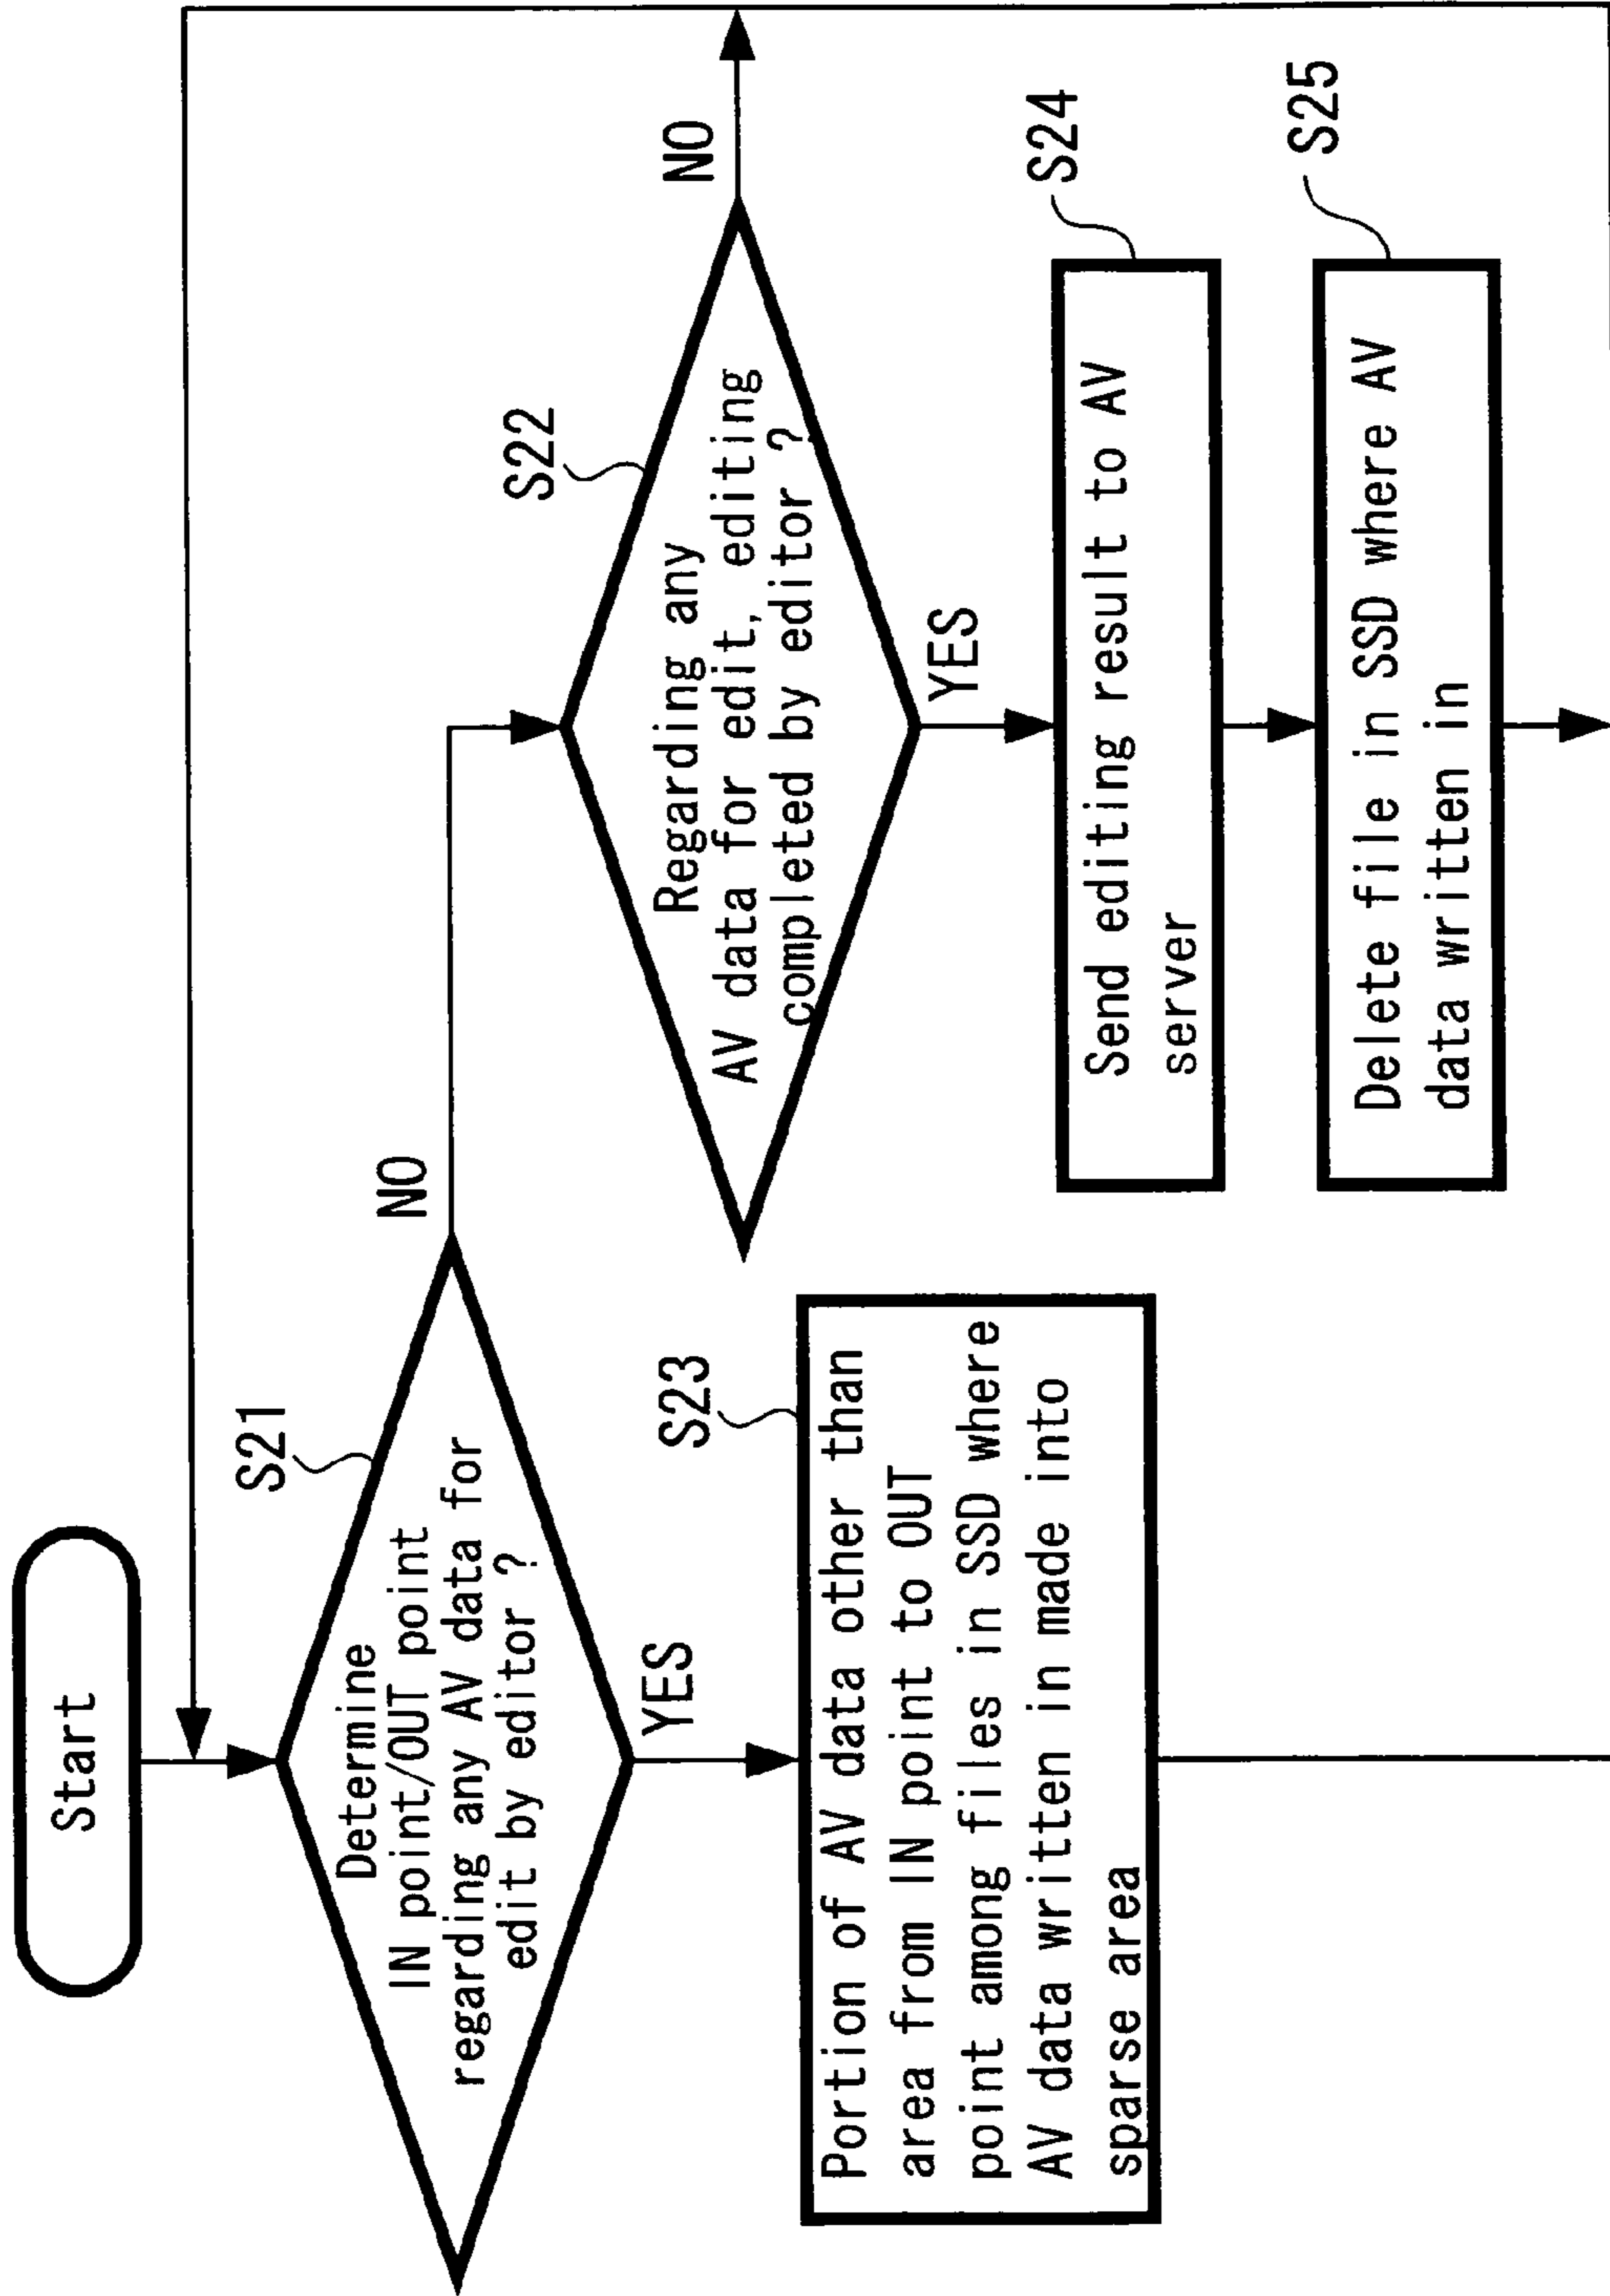 Start
S21
Determine
IN point/OUT point
regarding any AV data for
edit by editor ?
NO
YES
S22
Regarding any
AV data for edit, editing
completed by editor ?
NO
YES
S23
Portion of AV data other than
area from IN point to OUT
point among files in SSD where
AV data written in made into
sparse area
S24
Send editing result to AV
server
S25
Delete file in SSD where AV
data written in